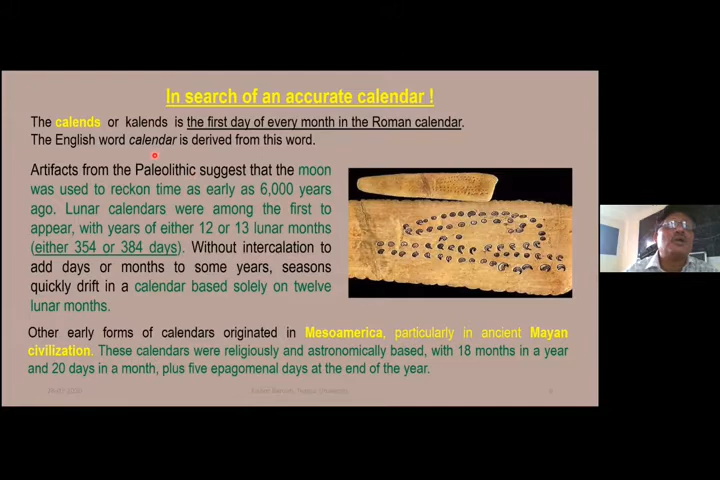 In search of an accurate calendar !
The calends or kalends is the first day of every month in the Roman calendar.
The English word calendar is derived from this word.
Artifacts from the Paleolithic suggest that the moon
was used to reckon time as early as 6,000 years
ago. Lunar calendars were among the first to
appear, with years of either 12 or 13 lunar months
(either 354 or 384 days). Without intercalation to
add days or months to some years, seasons
quickly drift in a calendar based solely on twelve
lunar months.
Other early forms of calendars originated in Mesoamerica, particularly in ancient Mayan
civilization. These calendars were religiously and astronomically based, with 18 months in a year
and 20 days in a month, plus five epagomenal days at the end of the year.